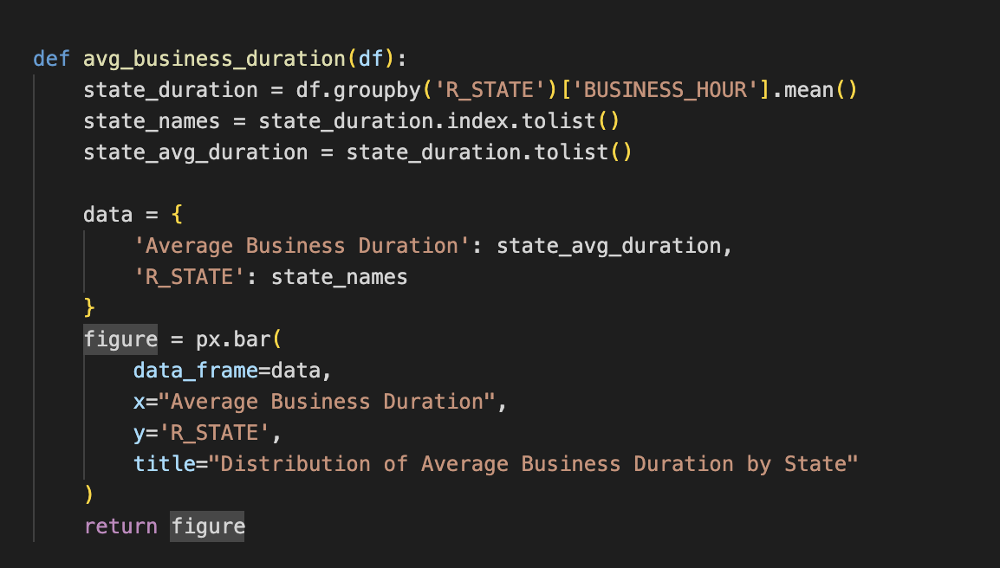 def avg_business_duration(df):
    state_duration = df.groupby('R_STATE')['BUSINESS_HOUR'].mean()
    state_names = state_duration.index.tolist()
    state_avg_duration = state_duration.tolist()

    data = {
        'Average Business Duration': state_avg_duration,
        'R_STATE': state_names
    }
    figure = px.bar(
        data_frame=data,
        x="Average Business Duration",
        y='R_STATE',
        title="Distribution of Average Business Duration by State"
    )
    return figure